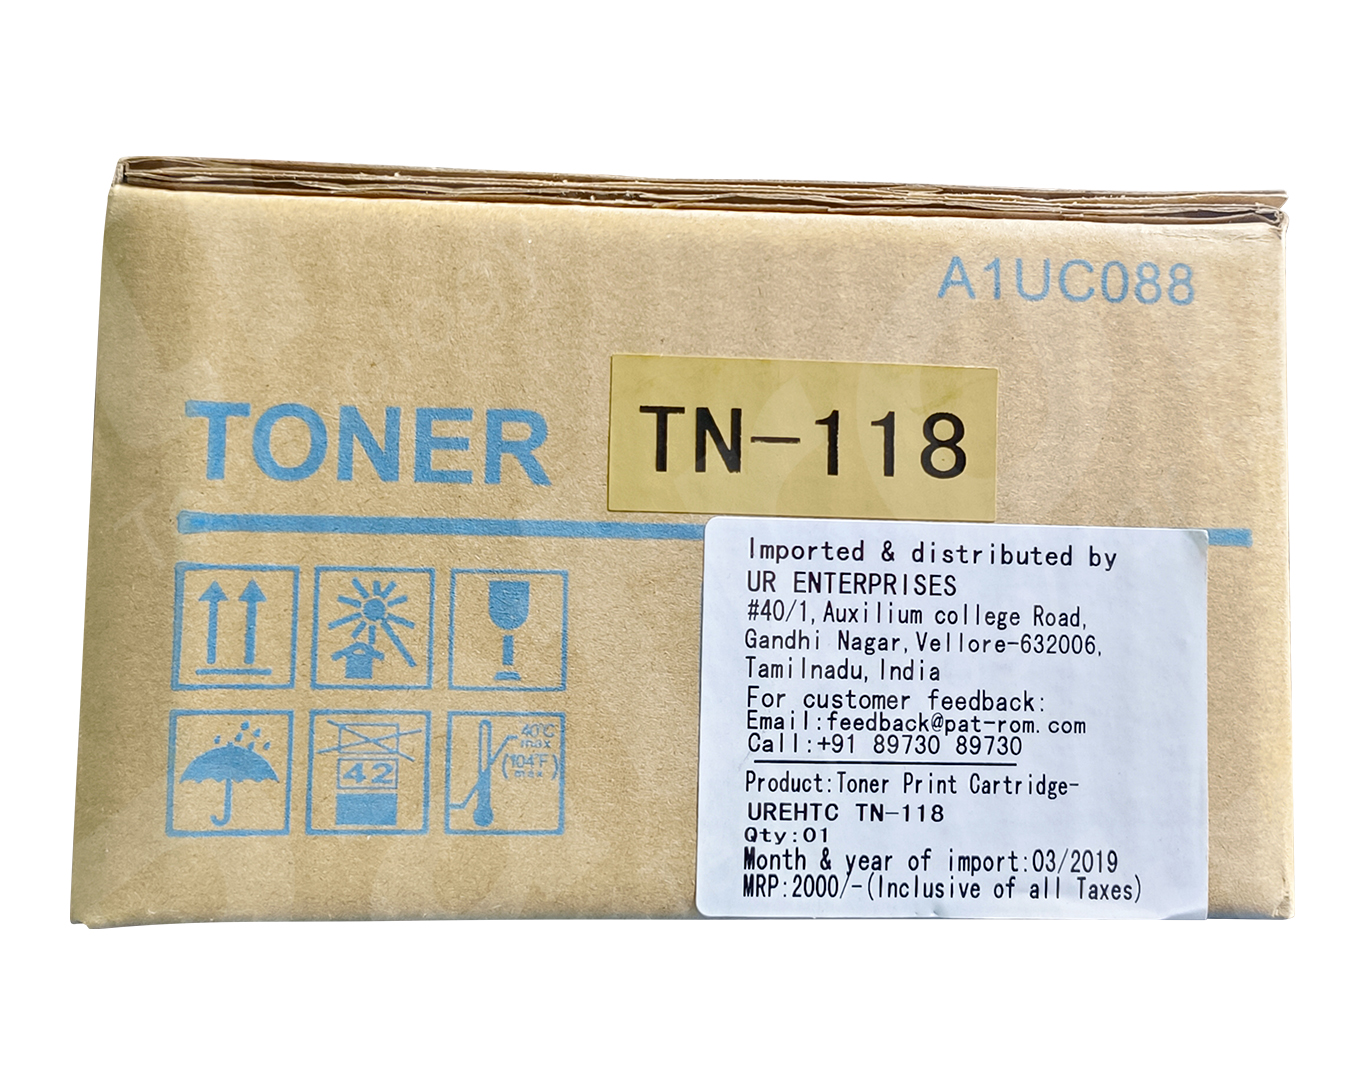 A1UC088
TONER
TN-118
Imported & distributed by
UR ENTERPRISES
#40/1, Auxilium college Road,
Gandhi Nagar, Vellore-632006,
Tamilnadu, India
For customer feedback:
Email:feedback@pat-rom.com
Call:+91 89730 89730
Product:Toner Print Cartridge-
UREHTC TN-118
Qty:01
Month & year of import:03/2019
MRP:2000/-(Inclusive of all Taxes)
42
40°C
max
(104°F)
max